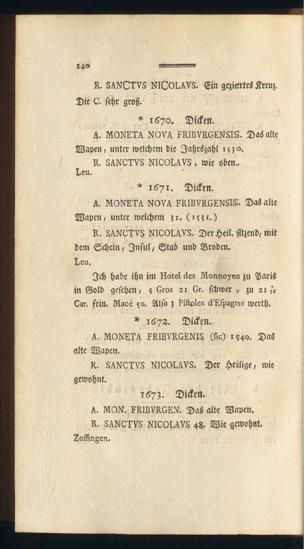 140
R. SANCTVS NICOLAVS. Ein geziertes Kreuz.
Die C. sehr groß.
* 1670. Dicken.
A. MONETA NOVA FRIBVRGENSIS. Das alte
Wapen, unter welchem die Jahrszahl 1530.
R. SANCTVS NICOLAVS, wie oben.
Leu.
* 1671. Dicken.
A. MONETA NOVA FRIBVRGENSIS. Das alte
Wapen, unter welchem 31. (1531.)
R. SANCTVS NICOLAVS. Der Heil. sitzend, mit
dem Schein, Inful, Stab und Broden.
Leu.
Ich habe ihn im Hotel des Monnoyes zu Paris
in Gold gesehen, 5 Gros 21 Gr. schwer, zu 21
Car. fein. Macé 50. Also 3 Pistoles d'Espagne werth.
* 1672. Dicken.
A. MONETA FRIBVRGENIS (sic) 1540. Das
alte Wapen.
R. SANCTVS NICOLAVS. Der Heilige, wie
gewohnt.
1673. Dicken.
A. MON. FRIBVRGEN. Das alte Wapen.
R. SANCTVS NICOLAVS 48. Wie gewohnt.
Zoffingen.